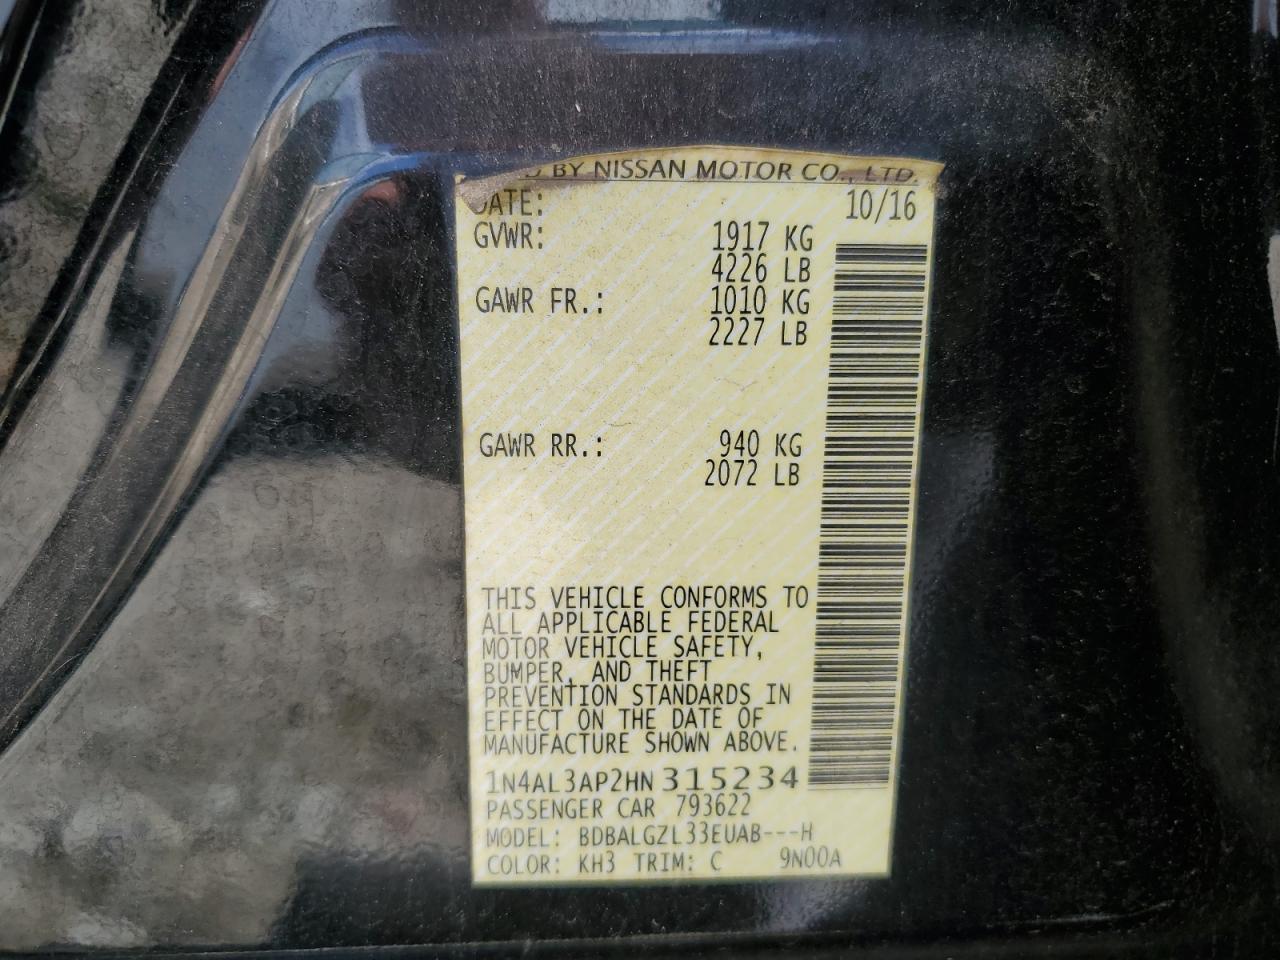 BY NISSAN MOTOR CO., LTD.
DATE: 10/16
GVWR: 1917 KG
4226 LB
GAWR FR.: 1010 KG
2227 LB
GAWR RR.: 940 KG
2072 LB
THIS VEHICLE CONFORMS TO
ALL APPLICABLE FEDERAL
MOTOR VEHICLE SAFETY,
BUMPER, AND THEFT
PREVENTION STANDARDS IN
EFFECT ON THE DATE OF
MANUFACTURE SHOWN ABOVE.
1N4AL3AP2HN315234
PASSENGER CAR 793622
MODEL: BDBALGZL33EUAB---H
COLOR: KH3 TRIM: C 9N00A